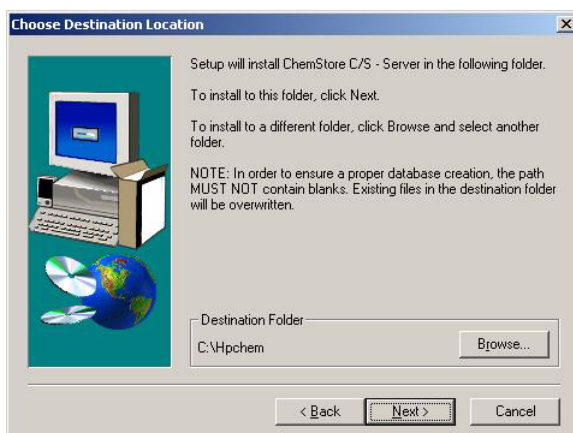 Choose Destination Location
Setup will install ChemStore C/S - Server in the following folder.
To install to this folder, click Next.
To install to a different folder, click Browse and select another
folder.
NOTE: In order to ensure a proper database creation, the path
MUST NOT contain blanks. Existing files in the destination folder
will be overwritten.
Destination Folder
C:\Hpchem
Browse...
< Back
Next >
Cancel